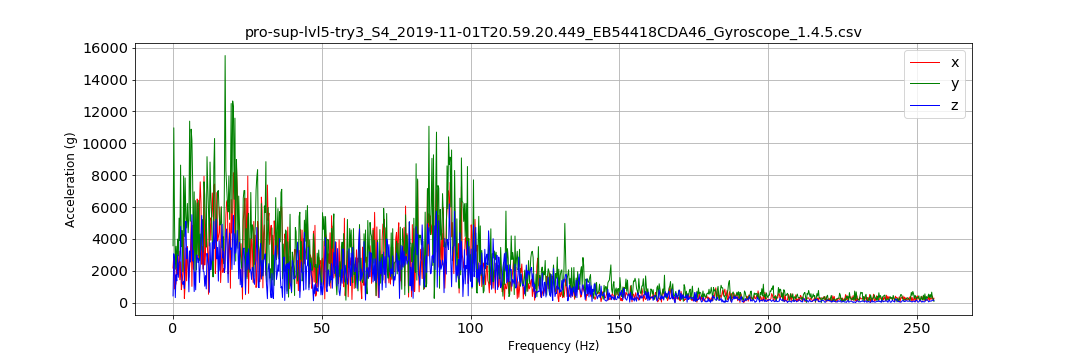 pro-sup-lvl5-try3_S4_2019-11-01T20.59.20.449_EB54418CDA46_Gyroscope_1.4.5.csv
16000
14000
12000
10000
8000
6000
4000
2000
0
Acceleration (g)
x
y
z
0 50 100 150 200 250
Frequency (Hz)